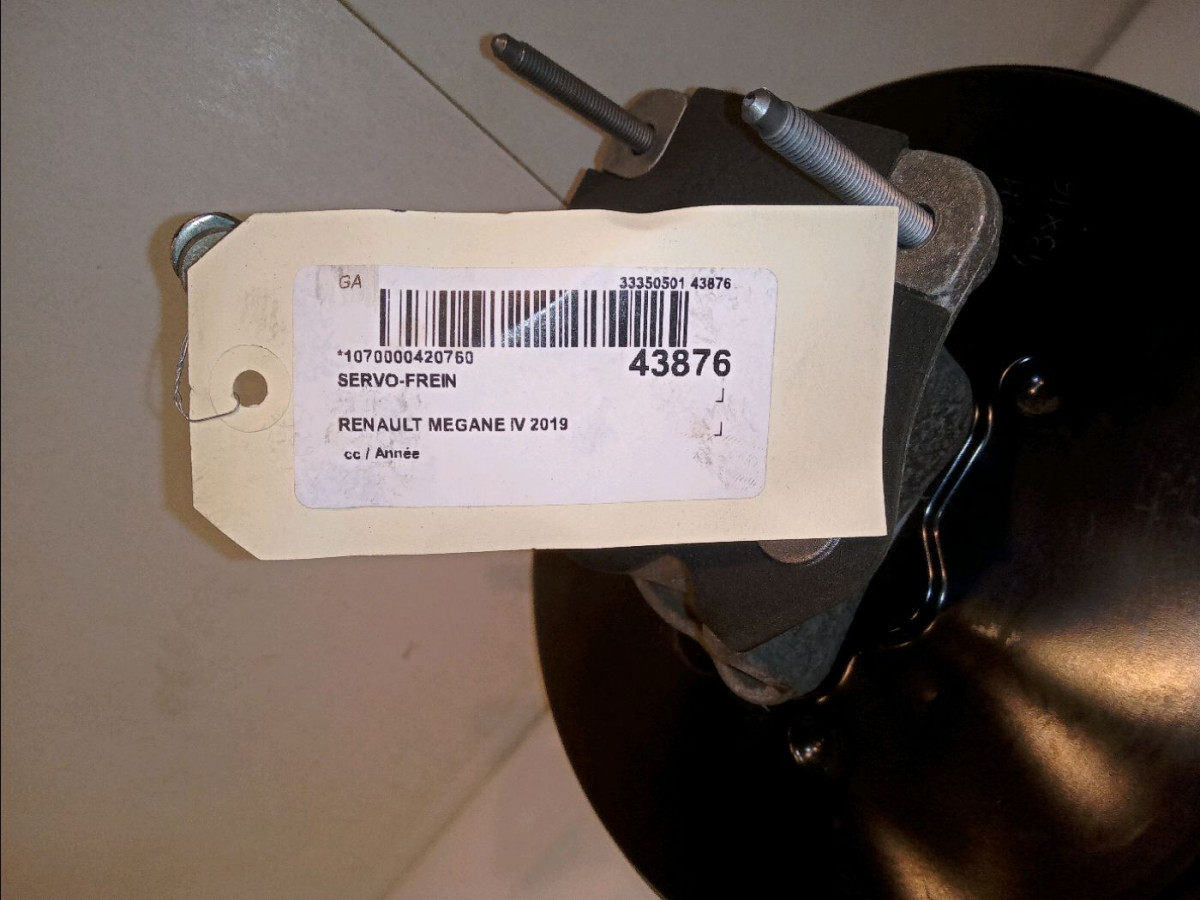 GA
33350501 43876
*1070000420760
43876
SERVO-FREIN
RENAULT MEGANE IV 2019
cc / Année